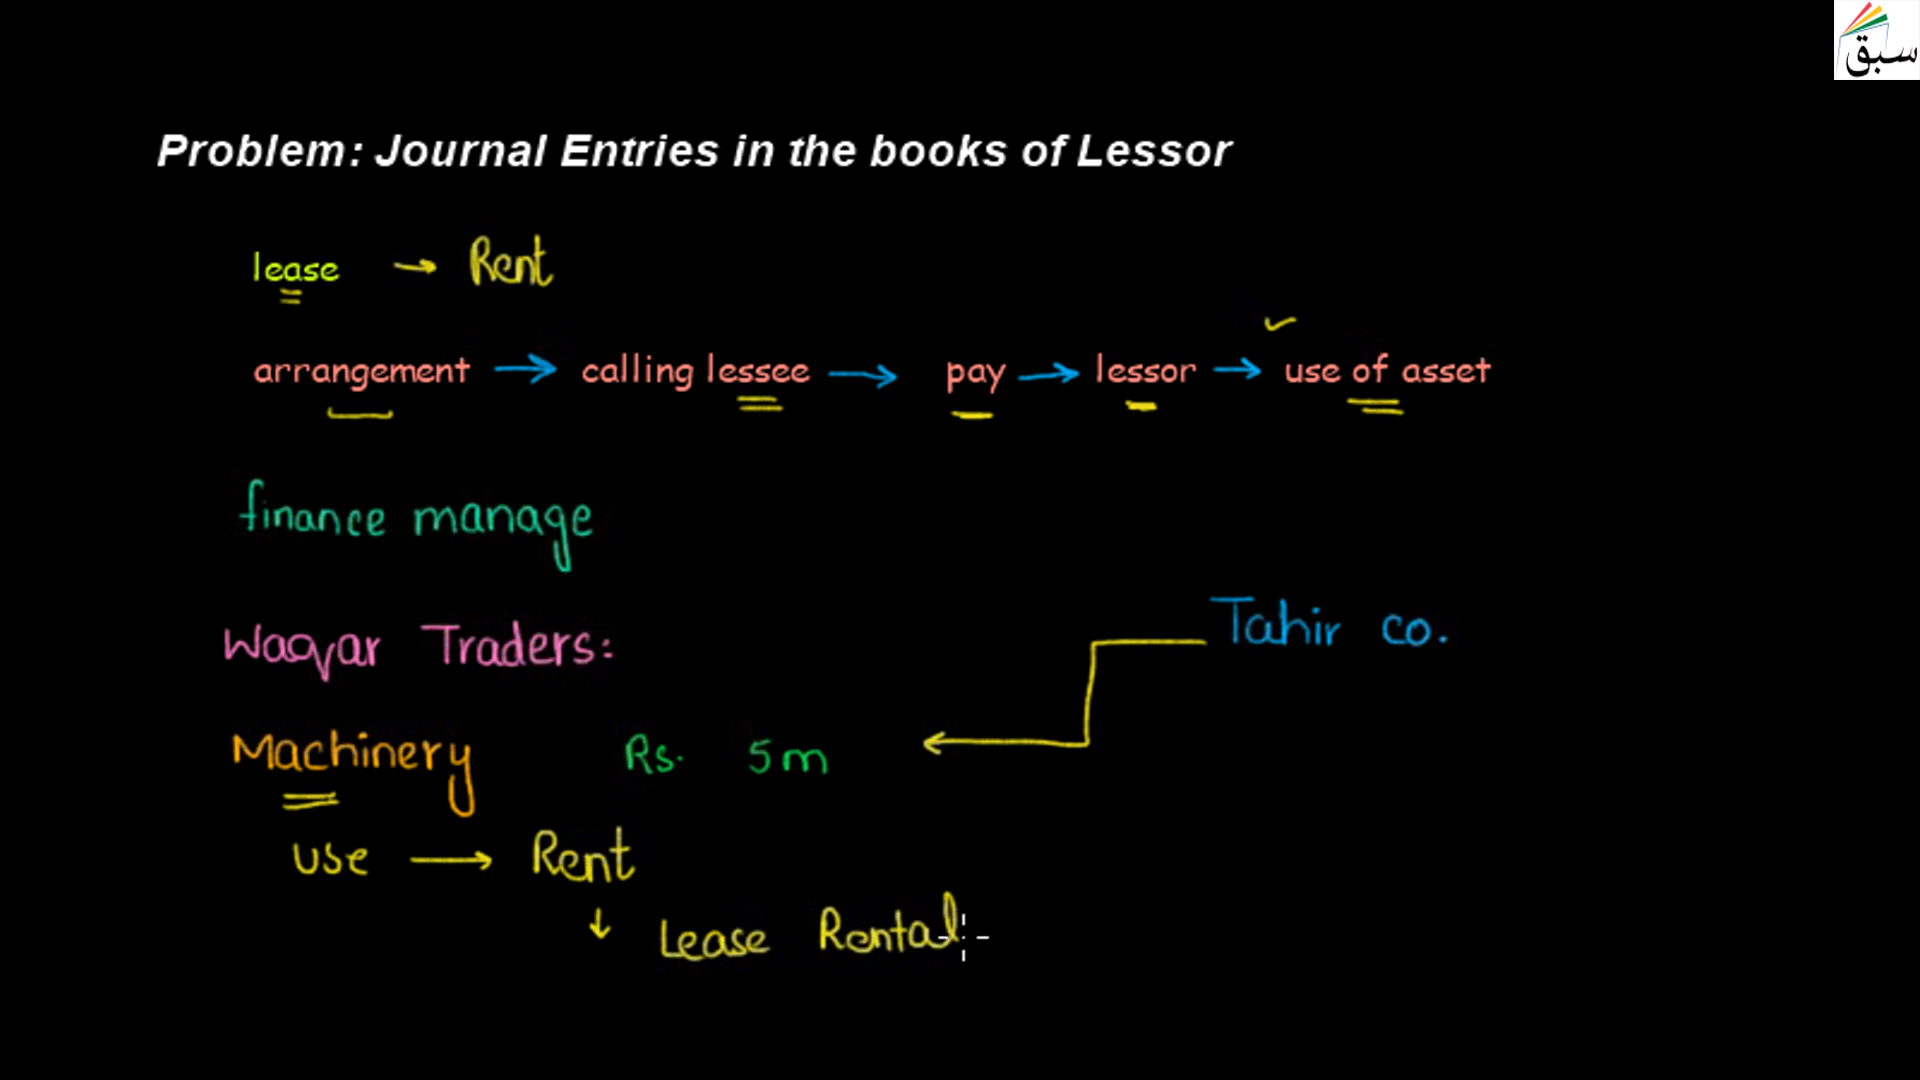 سبق
Problem: Journal Entries in the books of Lessor
lease → Rent
arrangement → calling lessee → pay → lessor → use of asset
finance manage
Waqar Traders:
Tahir co.
Machinery Rs. 5m
use → Rent
↓ Lease Rental